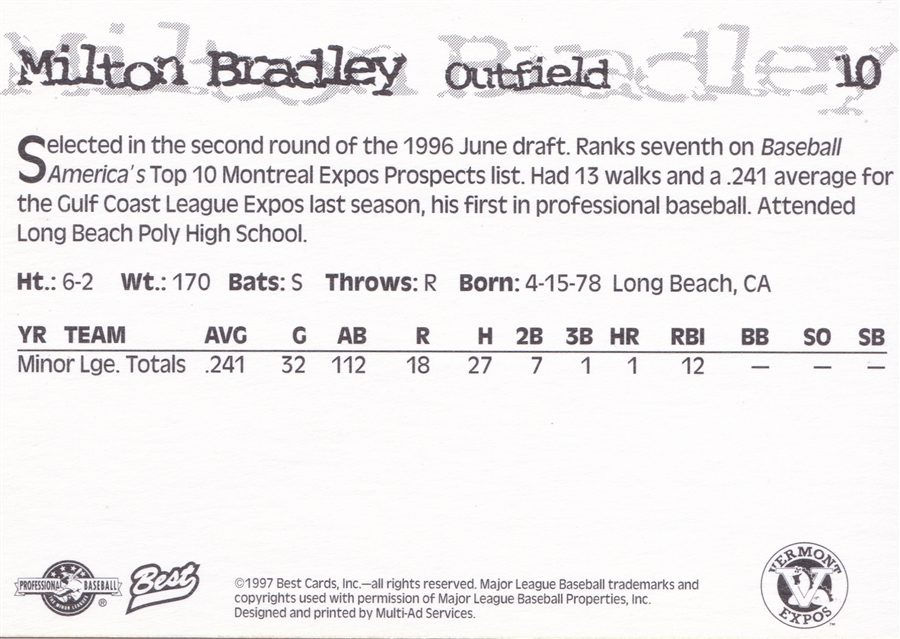 Milton Bradley Outfield 10
Selected in the second round of the 1996 June draft. Ranks seventh on Baseball
America's Top 10 Montreal Expos Prospects list. Had 13 walks and a .241 average for
the Gulf Coast League Expos last season, his first in professional baseball. Attended
Long Beach Poly High School.
Ht.: 6-2 Wt.: 170 Bats: S Throws: R Born: 4-15-78 Long Beach, CA
YR TEAM AVG G AB R H 2B 3B HR RBI BB SO SB
Minor Lge. Totals .241 32 112 18 27 7 1 1 12 — — —
PROFESSIONAL BASEBALL
THE MINOR LEAGUES
®
Best
©1997 Best Cards, Inc.—all rights reserved. Major League Baseball trademarks and
copyrights used with permission of Major League Baseball Properties, Inc.
Designed and printed by Multi-Ad Services.
VERMONT
EXPOS
™